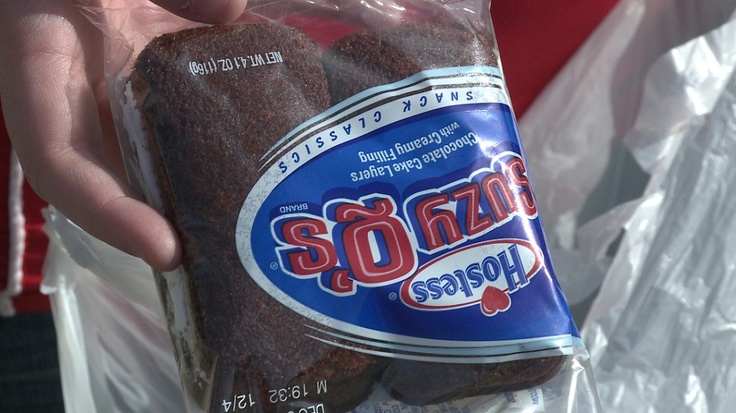 Hostess®
SUZY Q's®
BRAND
Chocolate Cake Layers
with Creamy Filling
SNACK CLASSICS
NET WT 4.1 OZ (116g)
DEC
M 19:32 12/4